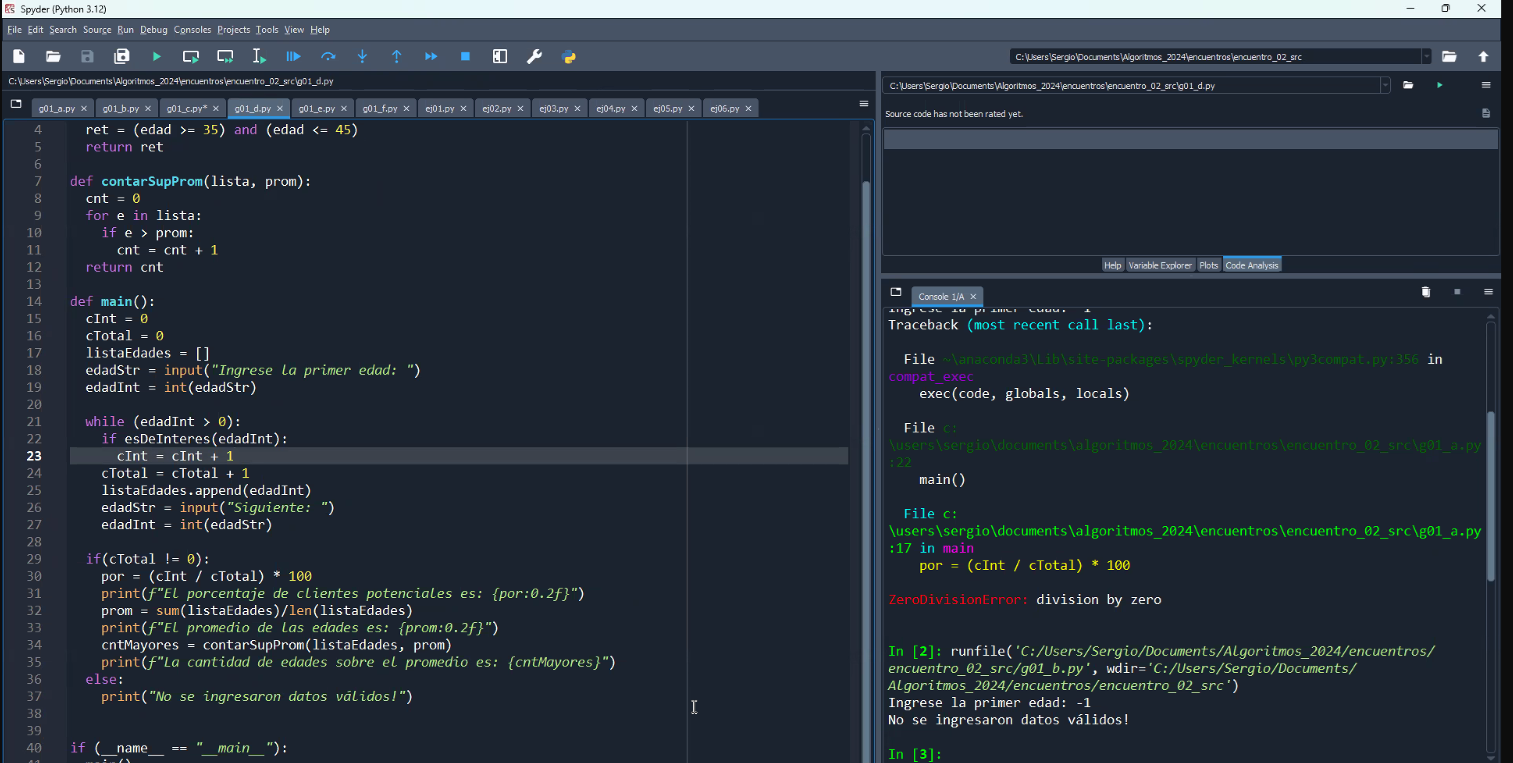 Spyder (Python 3.12)
File Edit Search Source Run Debug Consoles Projects Tools View Help
C:\Users\Sergio\Documents\Algoritmos_2024\encuentros\encuentro_02_src
C:\Users\Sergio\Documents\Algoritmos_2024\encuentros\encuentro_02_src\g01_d.py
g01_a.py g01_b.py g01_c.py* g01_d.py g01_e.py g01_f.py ej01.py ej02.py ej03.py ej04.py ej05.py ej06.py
4 ret = (edad >= 35) and (edad <= 45)
5 return ret
6
7 def contarSupProm(lista, prom):
8 cnt = 0
9 for e in lista:
10 if e > prom:
11 cnt = cnt + 1
12 return cnt
13
14 def main():
15 cInt = 0
16 cTotal = 0
17 listaEdades = []
18 edadStr = input("Ingrese la primer edad: ")
19 edadInt = int(edadStr)
20
21 while (edadInt > 0):
22 if esDeInteres(edadInt):
23 cInt = cInt + 1
24 cTotal = cTotal + 1
25 listaEdades.append(edadInt)
26 edadStr = input("Siguiente: ")
27 edadInt = int(edadStr)
28
29 if(cTotal != 0):
30 por = (cInt / cTotal) * 100
31 print(f"El porcentaje de clientes potenciales es: {por:0.2f}")
32 prom = sum(listaEdades)/len(listaEdades)
33 print(f"El promedio de las edades es: {prom:0.2f}")
34 cntMayores = contarSupProm(listaEdades, prom)
35 print(f"La cantidad de edades sobre el promedio es: {cntMayores}")
36 else:
37 print("No se ingresaron datos válidos!")
38
39
40 if (__name__ == "__main__"):
41 main()
C:\Users\Sergio\Documents\Algoritmos_2024\encuentros\encuentro_02_src\g01_d.py
Source code has not been rated yet.
Help Variable Explorer Plots Code Analysis
Console 1/A
Ingrese la primer edad: -1
Traceback (most recent call last):
File ~\anaconda3\Lib\site-packages\spyder_kernels\py3compat.py:356 in
compat_exec
exec(code, globals, locals)
File c:
\users\sergio\documents\algoritmos_2024\encuentros\encuentro_02_src\g01_a.py
:22
main()
File c:
\users\sergio\documents\algoritmos_2024\encuentros\encuentro_02_src\g01_a.py
:17 in main
por = (cInt / cTotal) * 100
ZeroDivisionError: division by zero
In [2]: runfile('C:/Users/Sergio/Documents/Algoritmos_2024/encuentros/
encuentro_02_src/g01_b.py', wdir='C:/Users/Sergio/Documents/
Algoritmos_2024/encuentros/encuentro_02_src')
Ingrese la primer edad: -1
No se ingresaron datos válidos!
In [3]: